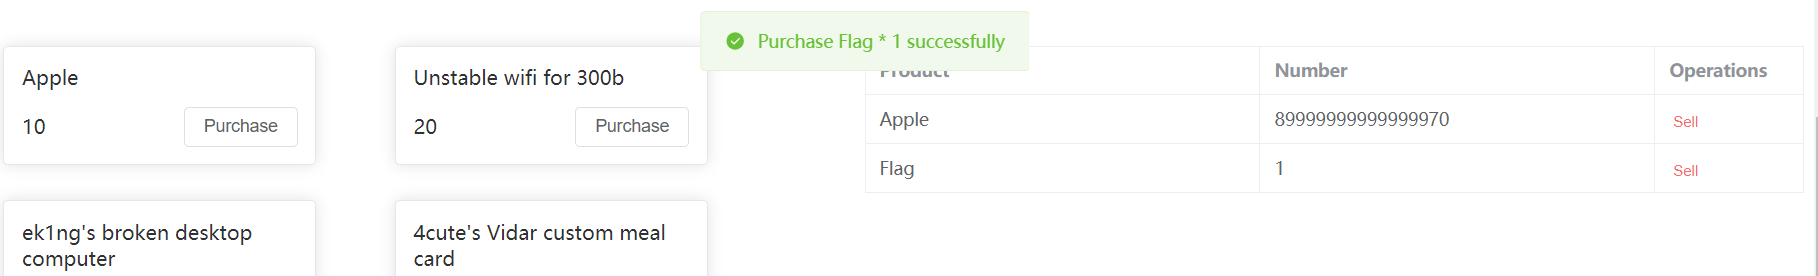 Purchase Flag * 1 successfully
Apple
10 Purchase
Unstable wifi for 300b
20 Purchase
ek1ng's broken desktop
computer
4cute's Vidar custom meal
card
Product Number Operations
Apple 89999999999999970 Sell
Flag 1 Sell